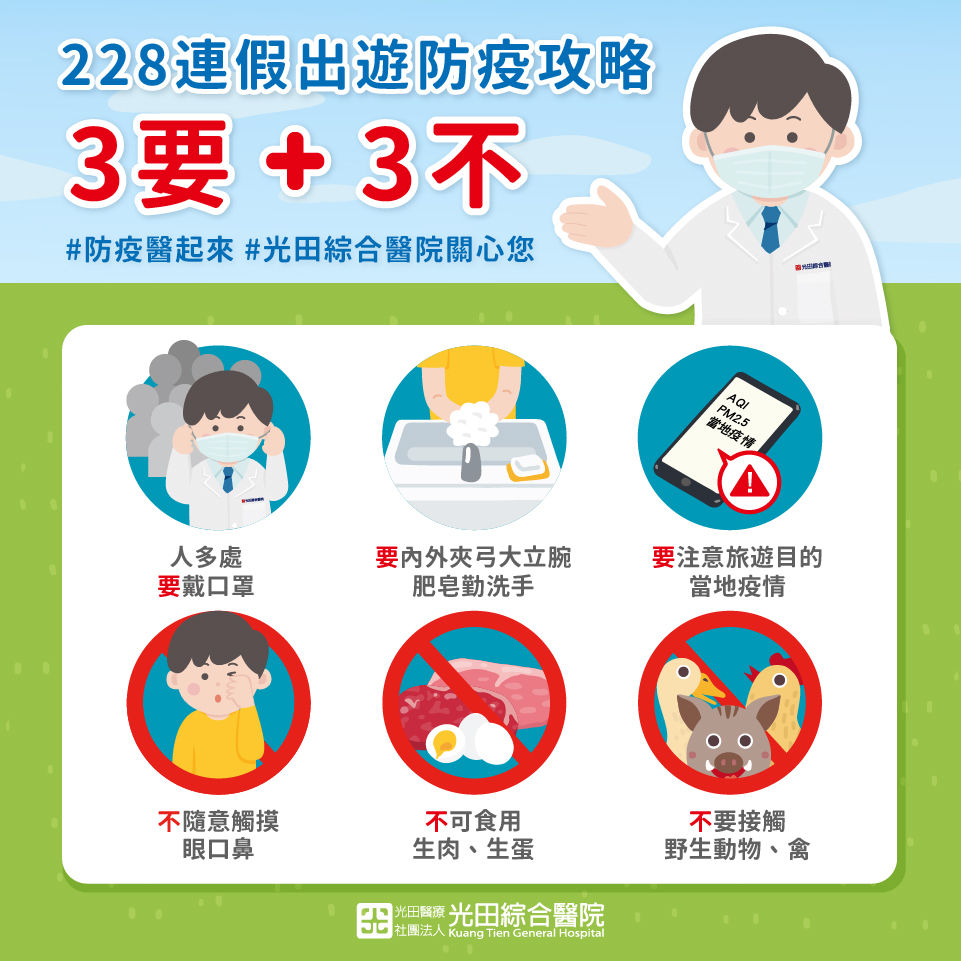 228連假出遊防疫攻略
3要+3不
#防疫醫起來 #光田綜合醫院關心您
光田綜合醫
AQI
PM2.5
當地疫情
人多處
要戴口罩
要內外夾弓大立腕
肥皂勤洗手
要注意旅遊目的
當地疫情
不隨意觸摸
眼口鼻
不可食用
生肉、生蛋
不要接觸
野生動物、禽
光田醫療
社團法人
光田綜合醫院
Kuang Tien General Hospital